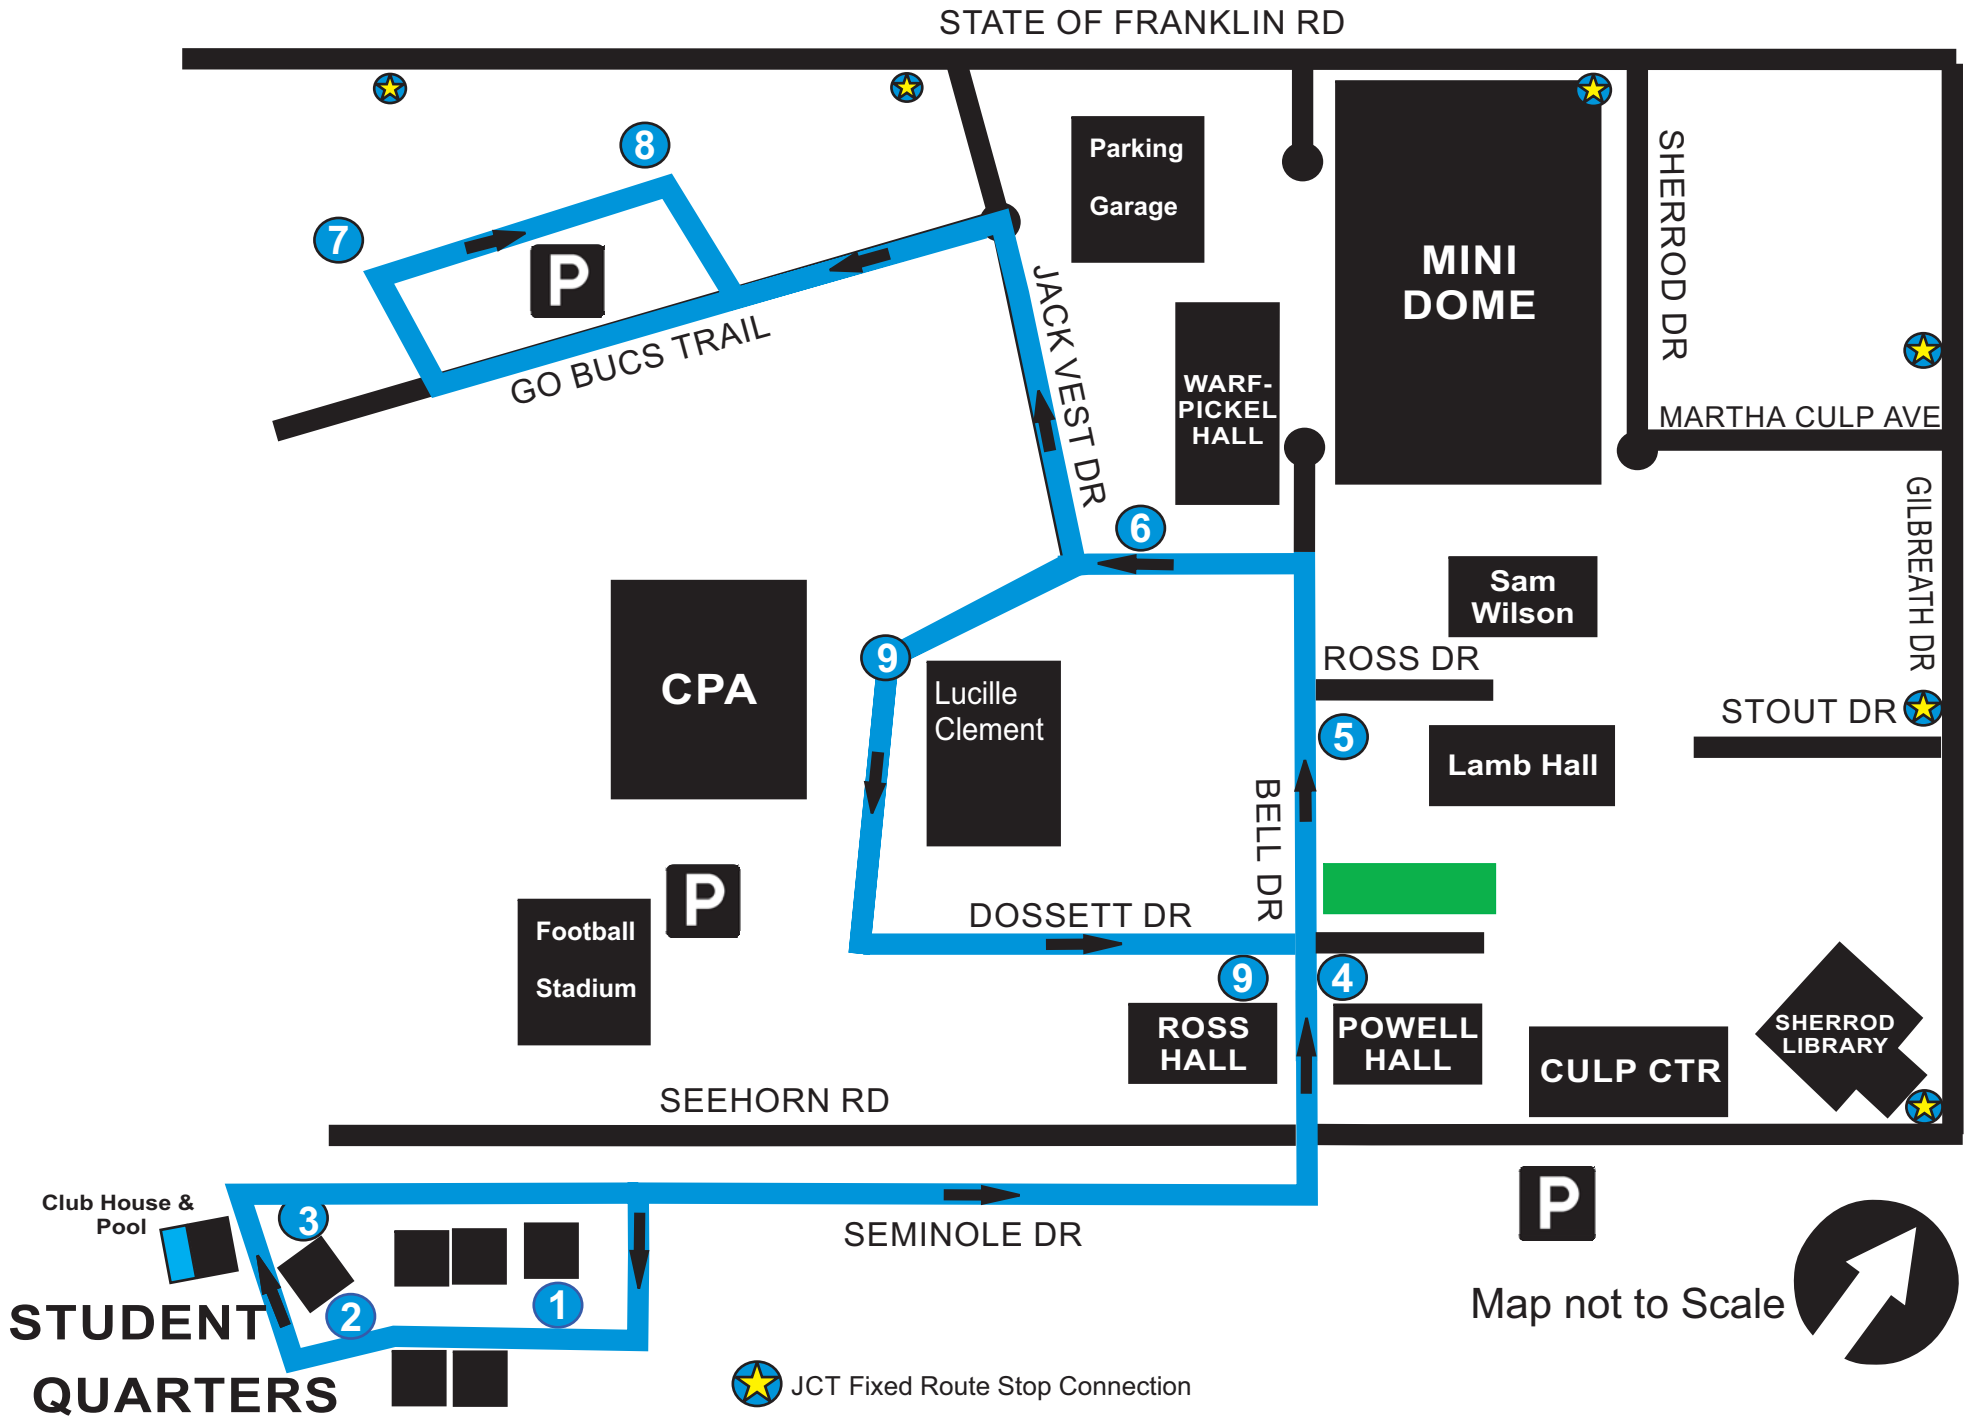 STATE OF FRANKLIN RD
8
Parking
Garage
7
P
MINI
DOME
SHERROD DR
JACK VEST DR
GO BUCS TRAIL
WARF-
PICKEL
HALL
MARTHA CULP AVE
GILBREATH DR
6
Sam
Wilson
9
CPA
Lucille
Clement
ROSS DR
5
STOUT DR
Lamb Hall
BELL DR
P
Football
Stadium
DOSSETT DR
9
4
ROSS
HALL
POWELL
HALL
CULP CTR
SHERROD
LIBRARY
SEEHORN RD
P
Club House &
Pool
3
SEMINOLE DR
2
1
STUDENT
QUARTERS
Map not to Scale
JCT Fixed Route Stop Connection